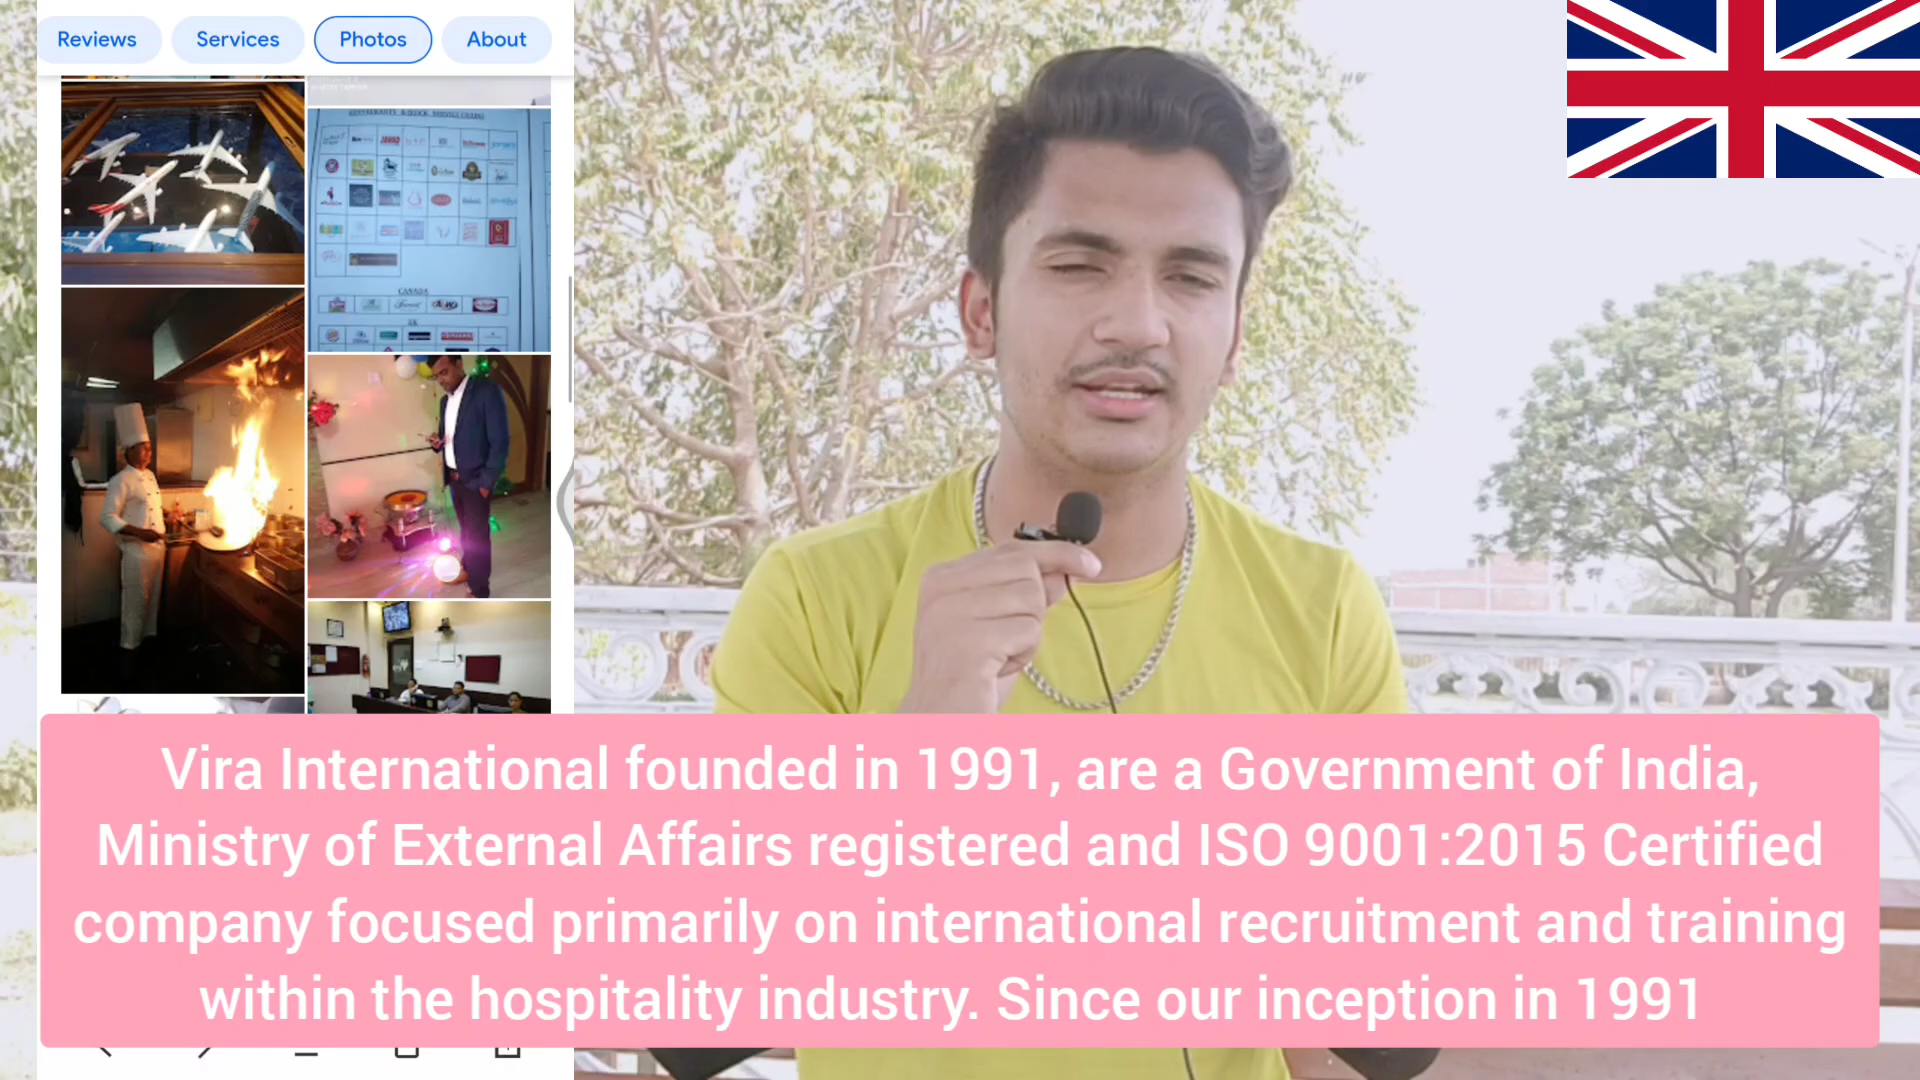 Reviews
Services
Photos
About
CANADA
UK
Vira International founded in 1991, are a Government of India,
Ministry of External Affairs registered and ISO 9001:2015 Certified
company focused primarily on international recruitment and training
within the hospitality industry. Since our inception in 1991